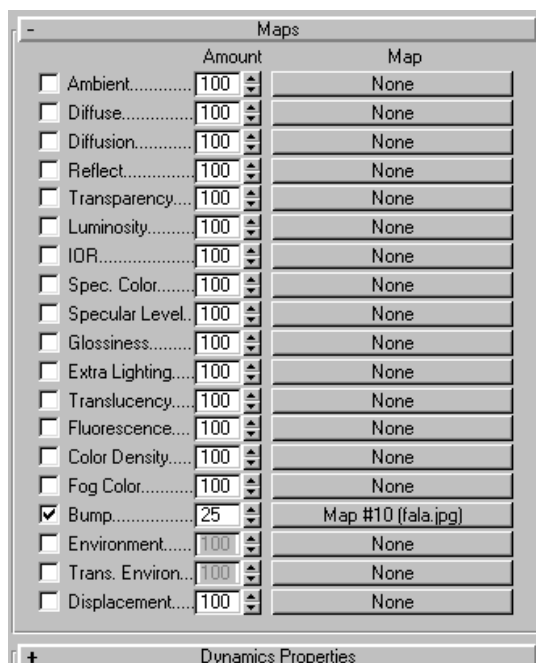 - Maps
Amount Map
Ambient............. 100 None
Diffuse.............. 100 None
Diffusion............ 100 None
Reflect.............. 100 None
Transparency.... 100 None
Luminosity.......... 100 None
IOR..................... 100 None
Spec. Color........ 100 None
Specular Level.. 100 None
Glossiness......... 100 None
Extra Lighting..... 100 None
Translucency..... 100 None
Fluorescence.... 100 None
Color Density..... 100 None
Fog Color........... 100 None
Bump................. 25 Map #10 (fala.jpg)
Environment...... 100 None
Trans. Environ... 100 None
Displacement..... 100 None
+ Dynamics Properties